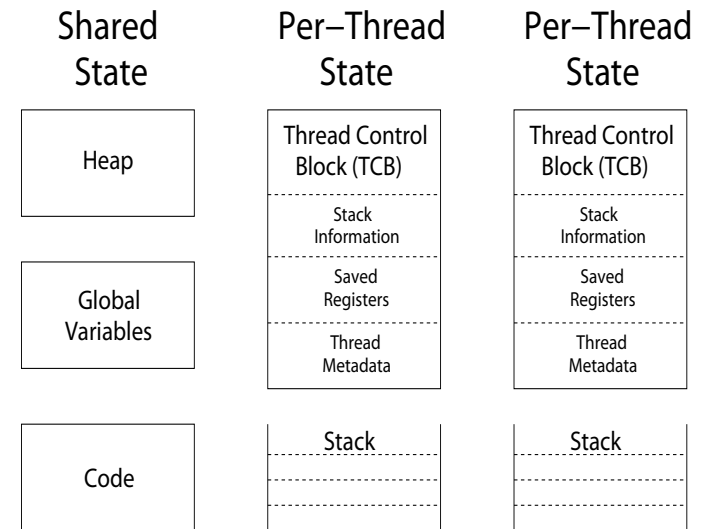 Shared
State
Heap
Global
Variables
Code
Per–Thread
State
Thread Control
Block (TCB)
Stack
Information
Saved
Registers
Thread
Metadata
Stack
Per–Thread
State
Thread Control
Block (TCB)
Stack
Information
Saved
Registers
Thread
Metadata
Stack